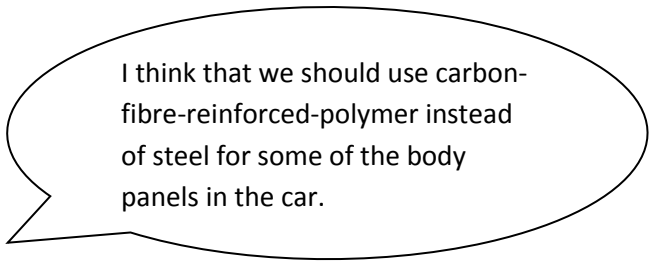 I think that we should use carbon-
fibre-reinforced-polymer instead
of steel for some of the body
panels in the car.